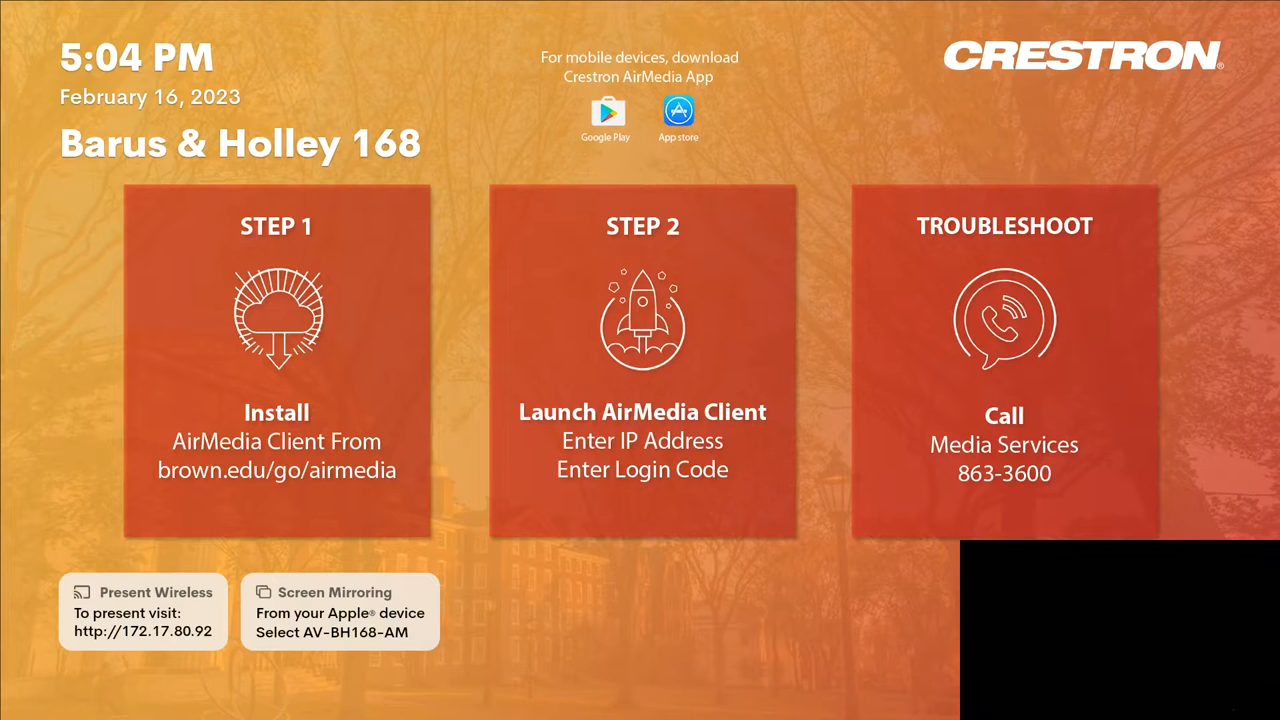 5:04 PM
February 16, 2023
Barus & Holley 168
For mobile devices, download
Crestron AirMedia App
Google Play
App store
CRESTRON®
STEP 1
Install
AirMedia Client From
brown.edu/go/airmedia
STEP 2
Launch AirMedia Client
Enter IP Address
Enter Login Code
TROUBLESHOOT
Call
Media Services
863-3600
Present Wireless
To present visit:
http://172.17.80.92
Screen Mirroring
From your Apple® device
Select AV-BH168-AM